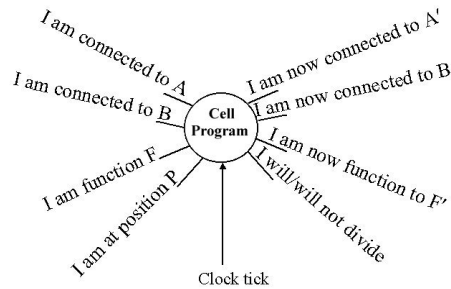 I am connected to A
I am connected to B
I am function F
I am at position P
Cell
Program
I am now connected to A′
I am now connected to B
I am now function to F′
I will/will not divide
Clock tick